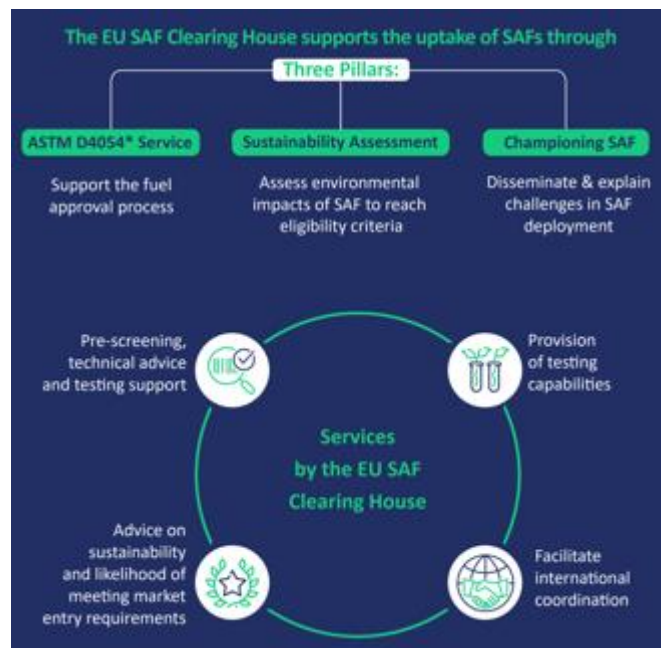 The EU SAF Clearing House supports the uptake of SAFs through
Three Pillars:
ASTM D4054* Service
Support the fuel
approval process
Sustainability Assessment
Assess environmental
impacts of SAF to reach
eligibility criteria
Championing SAF
Disseminate & explain
challenges in SAF
deployment
Pre-screening,
technical advice
and testing support
Provision
of testing
capabilities
Services
by the EU SAF
Clearing House
Advice on
sustainability
and likelihood of
meeting market
entry requirements
Facilitate
international
coordination